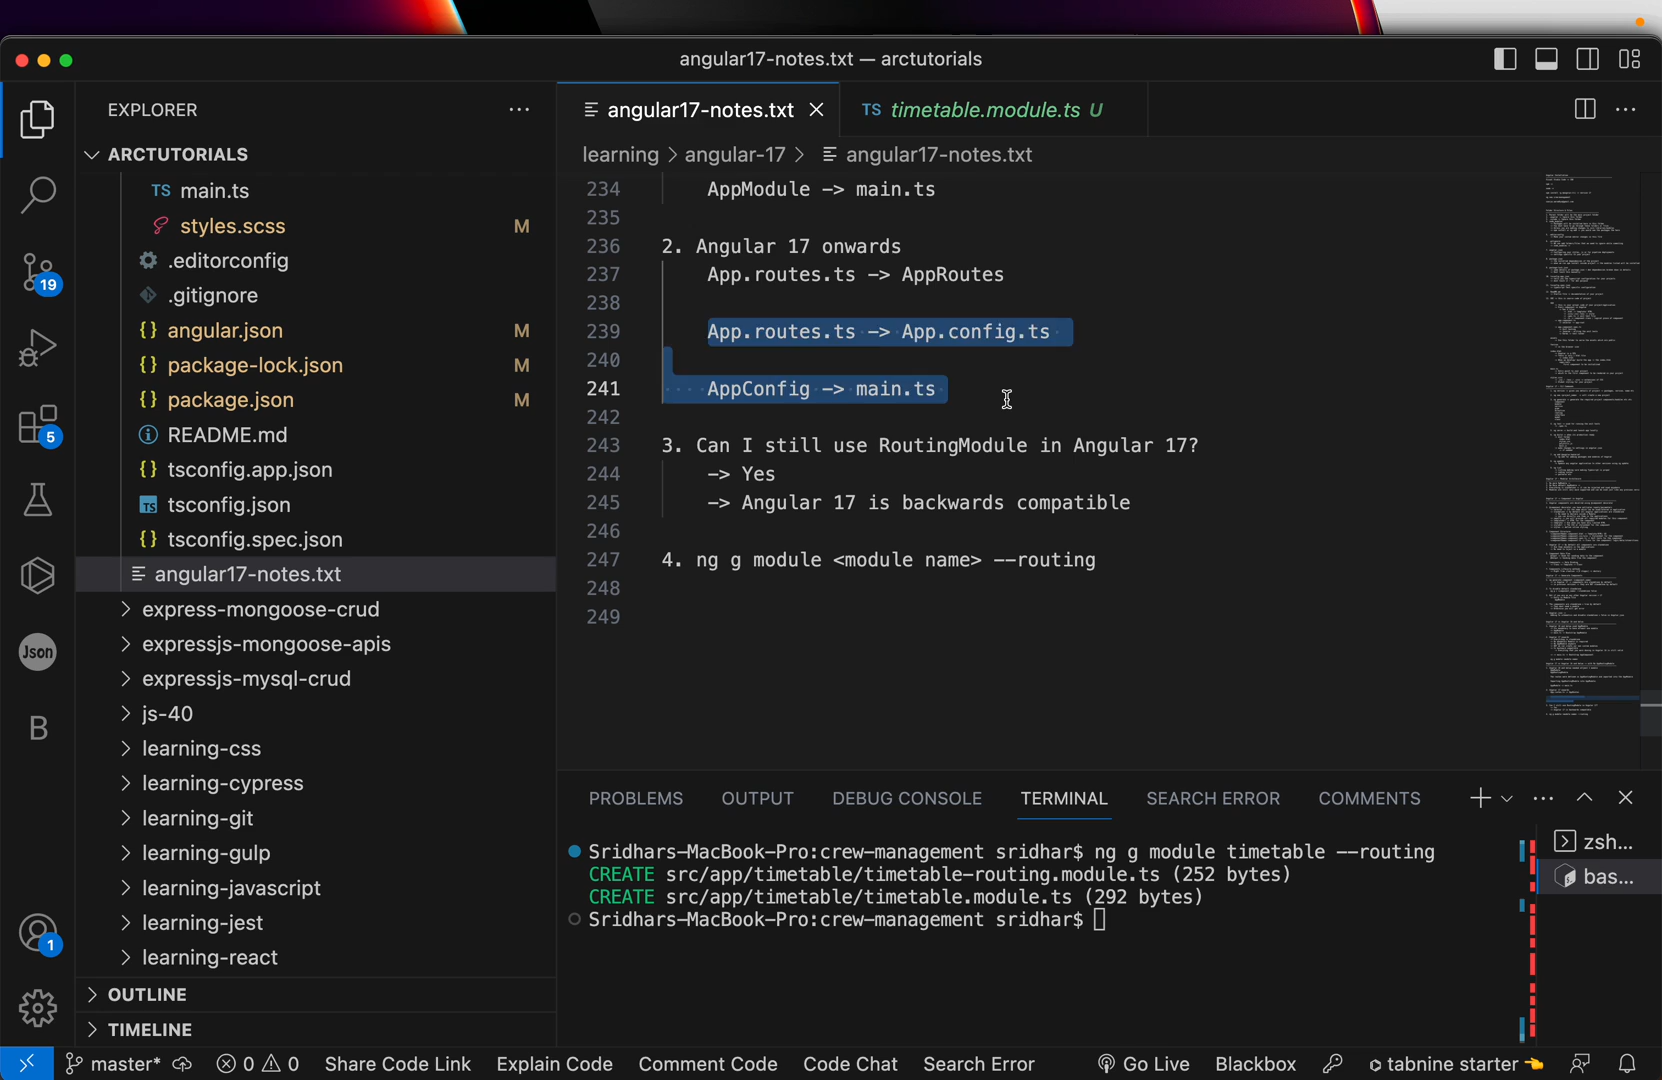 angular17-notes.txt — arctutorials
EXPLORER
ARCTUTORIALS
TS main.ts
styles.scss M
.editorconfig
.gitignore
{} angular.json M
{} package-lock.json M
{} package.json M
README.md
{} tsconfig.app.json
TS tsconfig.json
{} tsconfig.spec.json
angular17-notes.txt
express-mongoose-crud
expressjs-mongoose-apis
expressjs-mysql-crud
js-40
learning-css
learning-cypress
learning-git
learning-gulp
learning-javascript
learning-jest
learning-react
OUTLINE
TIMELINE
19
5
Json
B
1
angular17-notes.txt
TS timetable.module.ts U
learning > angular-17 > angular17-notes.txt
234 AppModule -> main.ts
235
236 2. Angular 17 onwards
237 App.routes.ts -> AppRoutes
238
239 App.routes.ts -> App.config.ts
240
241 AppConfig -> main.ts
242
243 3. Can I still use RoutingModule in Angular 17?
244 -> Yes
245 -> Angular 17 is backwards compatible
246
247 4. ng g module <module name> --routing
248
249
PROBLEMS OUTPUT DEBUG CONSOLE TERMINAL SEARCH ERROR COMMENTS
Sridhars-MacBook-Pro:crew-management sridhar$ ng g module timetable --routing
CREATE src/app/timetable/timetable-routing.module.ts (252 bytes)
CREATE src/app/timetable/timetable.module.ts (292 bytes)
Sridhars-MacBook-Pro:crew-management sridhar$
zsh...
bas...
master* 0 0 Share Code Link Explain Code Comment Code Code Chat Search Error Go Live Blackbox tabnine starter